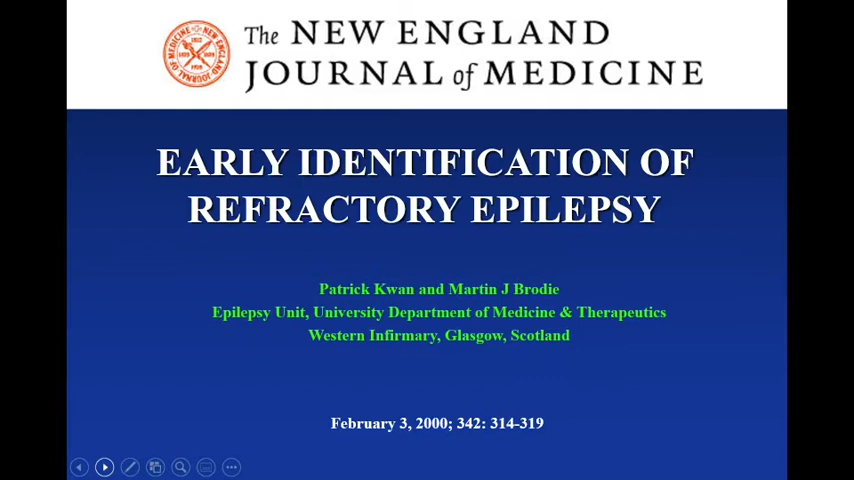 The NEW ENGLAND
JOURNAL of MEDICINE
EARLY IDENTIFICATION OF
REFRACTORY EPILEPSY
Patrick Kwan and Martin J Brodie
Epilepsy Unit, University Department of Medicine & Therapeutics
Western Infirmary, Glasgow, Scotland
February 3, 2000; 342: 314-319